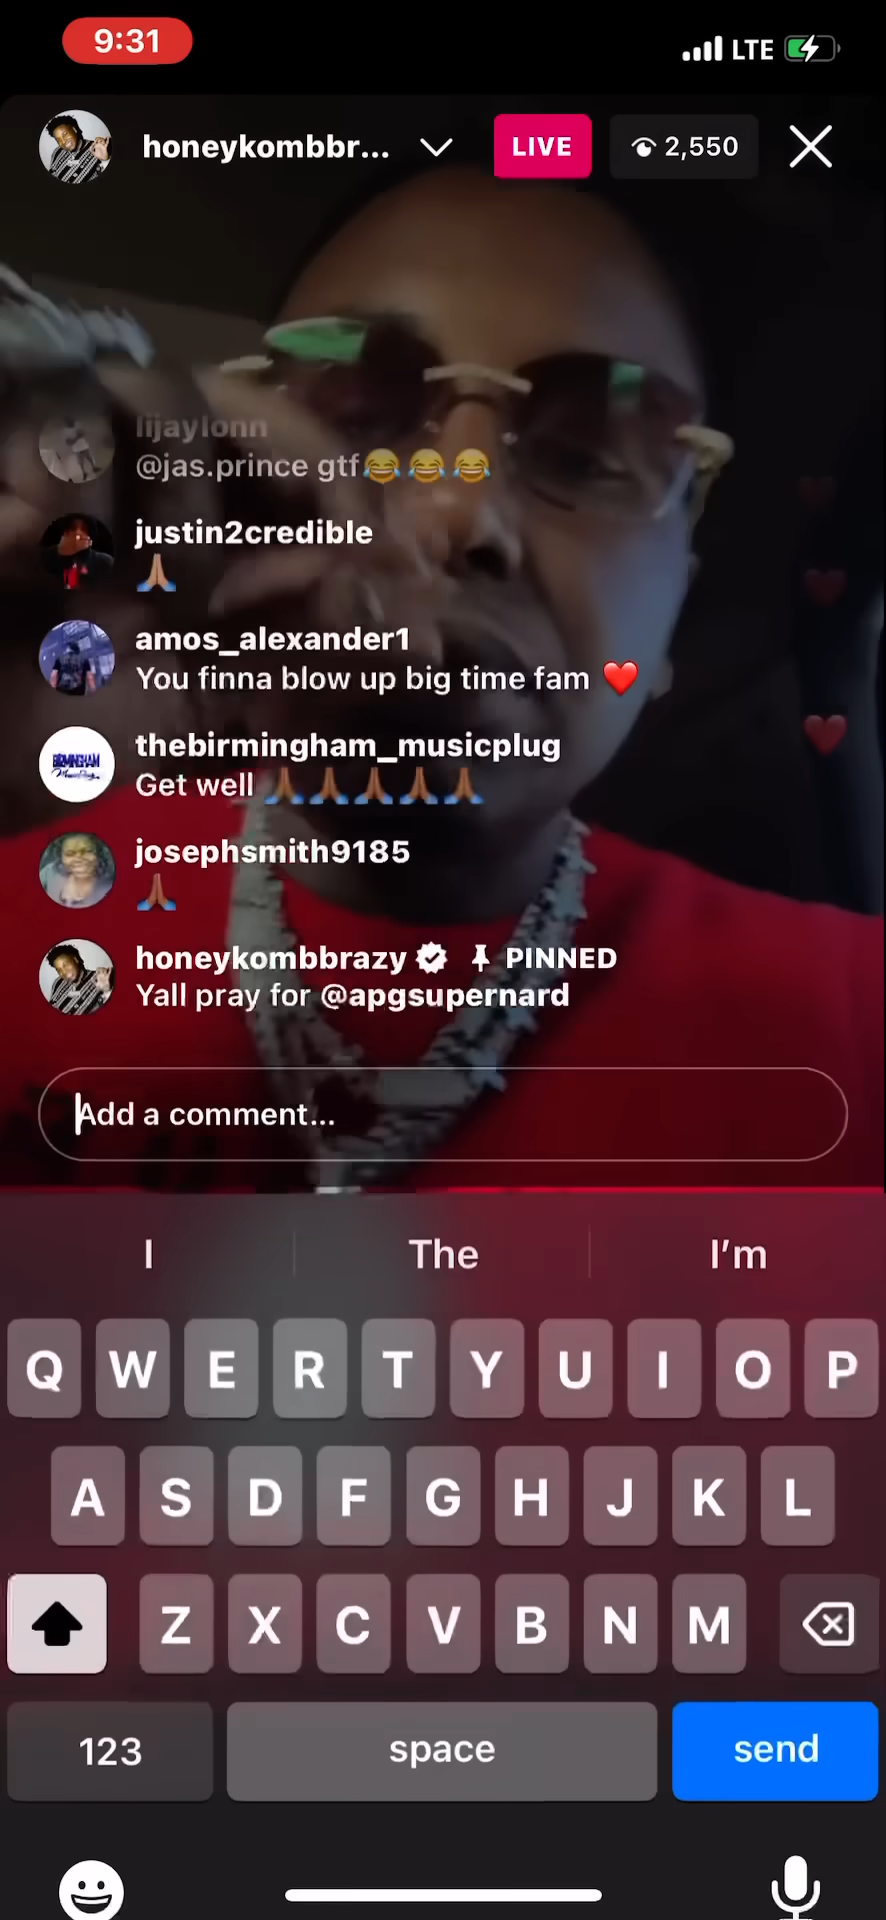 9:31
LTE
honeykombbr...
LIVE
2,550
lijaylonn
@jas.prince gtf😂😂😂
justin2credible
🙏🏽
amos_alexander1
You finna blow up big time fam ❤️
thebirmingham_musicplug
Get well 🙏🏾🙏🏾🙏🏾🙏🏾🙏🏾
josephsmith9185
🙏🏾
honeykombbrazy PINNED
Yall pray for @apgsupernard
Add a comment...
I The I'm
Q W E R T Y U I O P
A S D F G H J K L
Z X C V B N M
123 space send